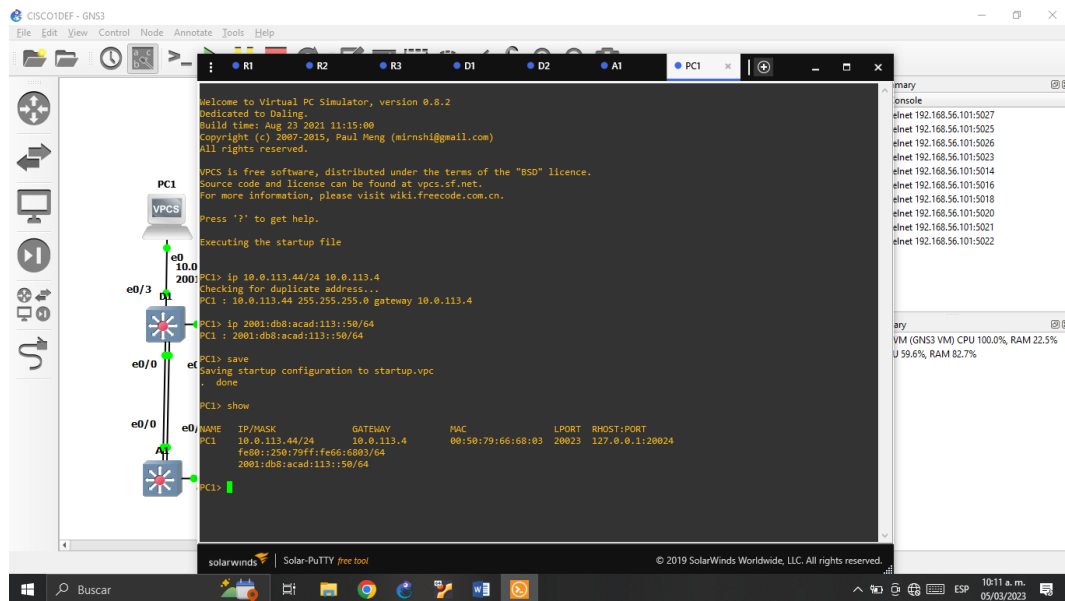 CISCO1DEF - GNS3
File Edit View Control Node Annotate Tools Help
R1 R2 R3 D1 D2 A1 PC1
Welcome to Virtual PC Simulator, version 0.8.2
Dedicated to Daling.
Build time: Aug 23 2021 11:15:00
Copyright (c) 2007-2015, Paul Meng (mirnshi@gmail.com)
All rights reserved.
VPCS is free software, distributed under the terms of the "BSD" licence.
Source code and license can be found at vpcs.sf.net.
For more information, please visit wiki.freecode.com.cn.
Press '?' to get help.
Executing the startup file
PC1> ip 10.0.113.44/24 10.0.113.4
Checking for duplicate address...
PC1 : 10.0.113.44 255.255.255.0 gateway 10.0.113.4
PC1> ip 2001:db8:acad:113::50/64
PC1 : 2001:db8:acad:113::50/64
PC1> save
Saving startup configuration to startup.vpc
. done
PC1> show
NAME IP/MASK GATEWAY MAC LPORT RHOST:PORT
PC1 10.0.113.44/24 10.0.113.4 00:50:79:66:68:03 20023 127.0.0.1:20024
fe80::250:79ff:fe66:6803/64
2001:db8:acad:113::50/64
PC1>
solarwinds Solar-PuTTY free tool © 2019 SolarWinds Worldwide, LLC. All rights reserved.
PC1
VPCS
e0
10.0
2001
e0/3
D1
e0/0
e0/0
e0/
A1
mary
onsole
elnet 192.168.56.101:5027
elnet 192.168.56.101:5025
elnet 192.168.56.101:5026
elnet 192.168.56.101:5023
elnet 192.168.56.101:5014
elnet 192.168.56.101:5016
elnet 192.168.56.101:5018
elnet 192.168.56.101:5020
elnet 192.168.56.101:5021
elnet 192.168.56.101:5022
ary
VM (GNS3 VM) CPU 100.0%, RAM 22.5%
U 59.6%, RAM 82.7%
Buscar
ESP
10:11 a. m.
05/03/2023